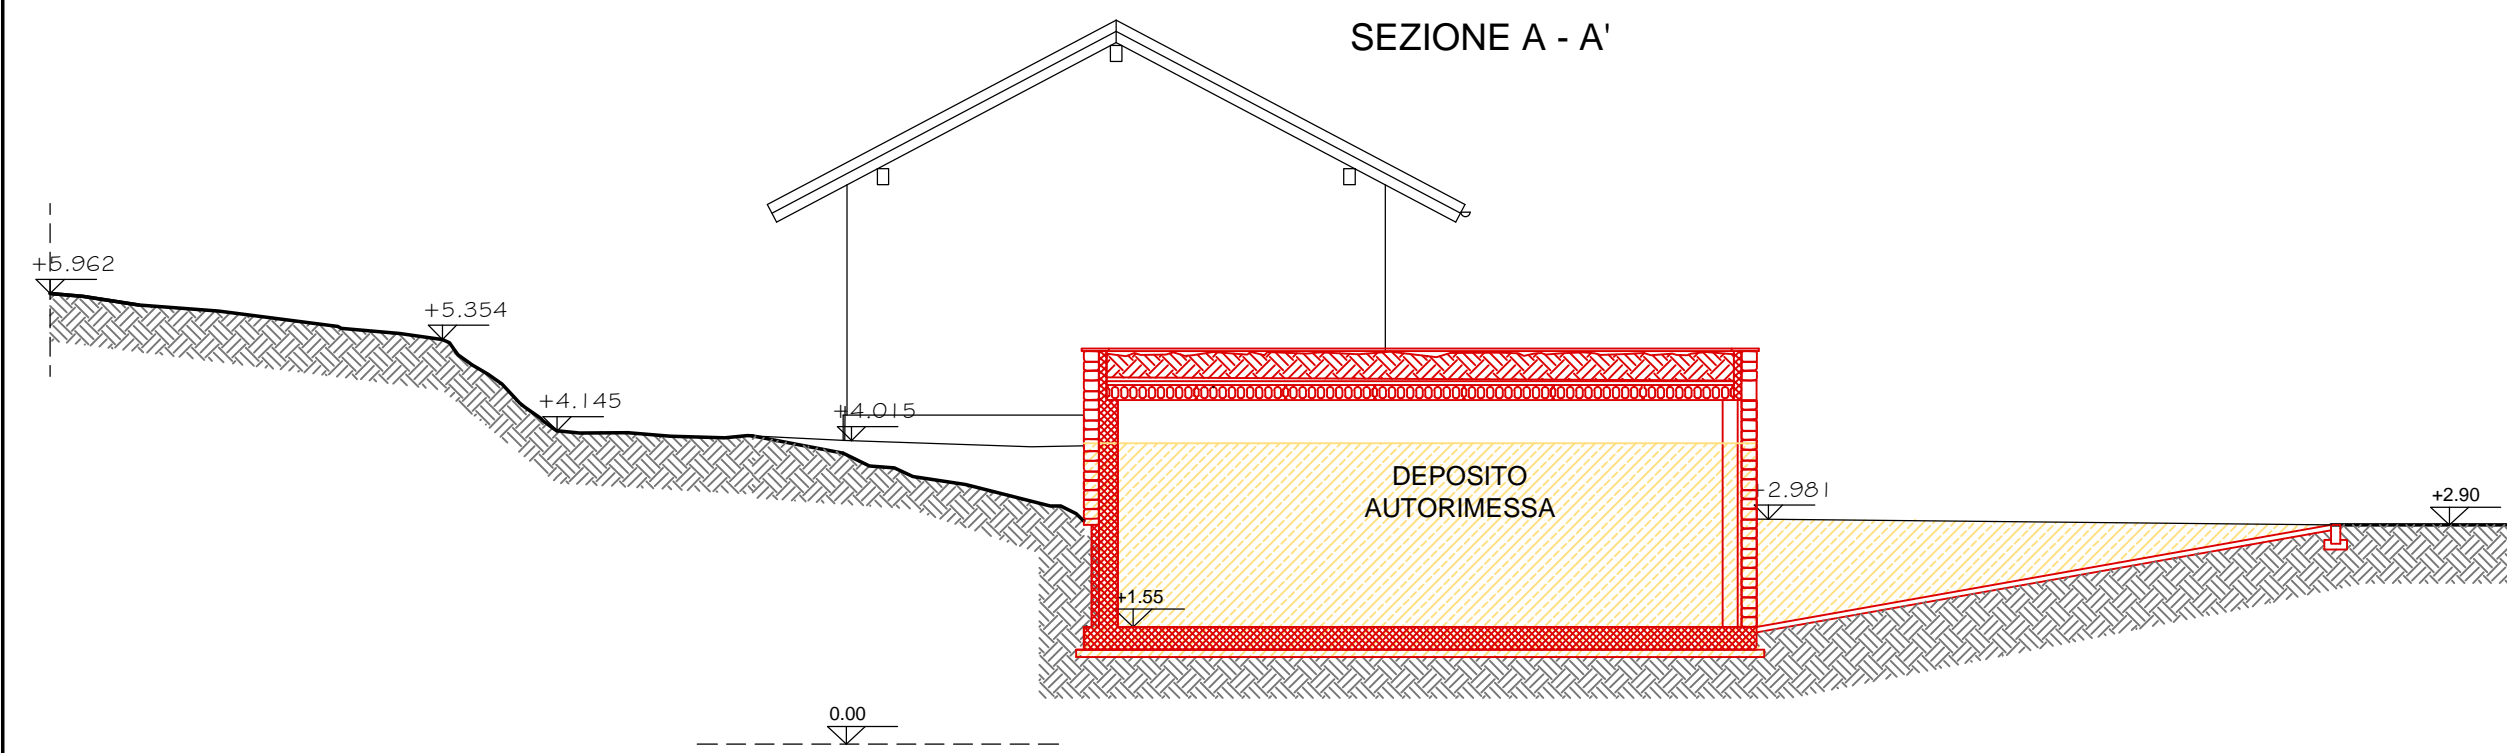 SEZIONE A - A'
+5.962
+5.354
+4.145
+4.015
DEPOSITO
AUTORIMESSA
+2.981
+2.90
+1.55
0.00